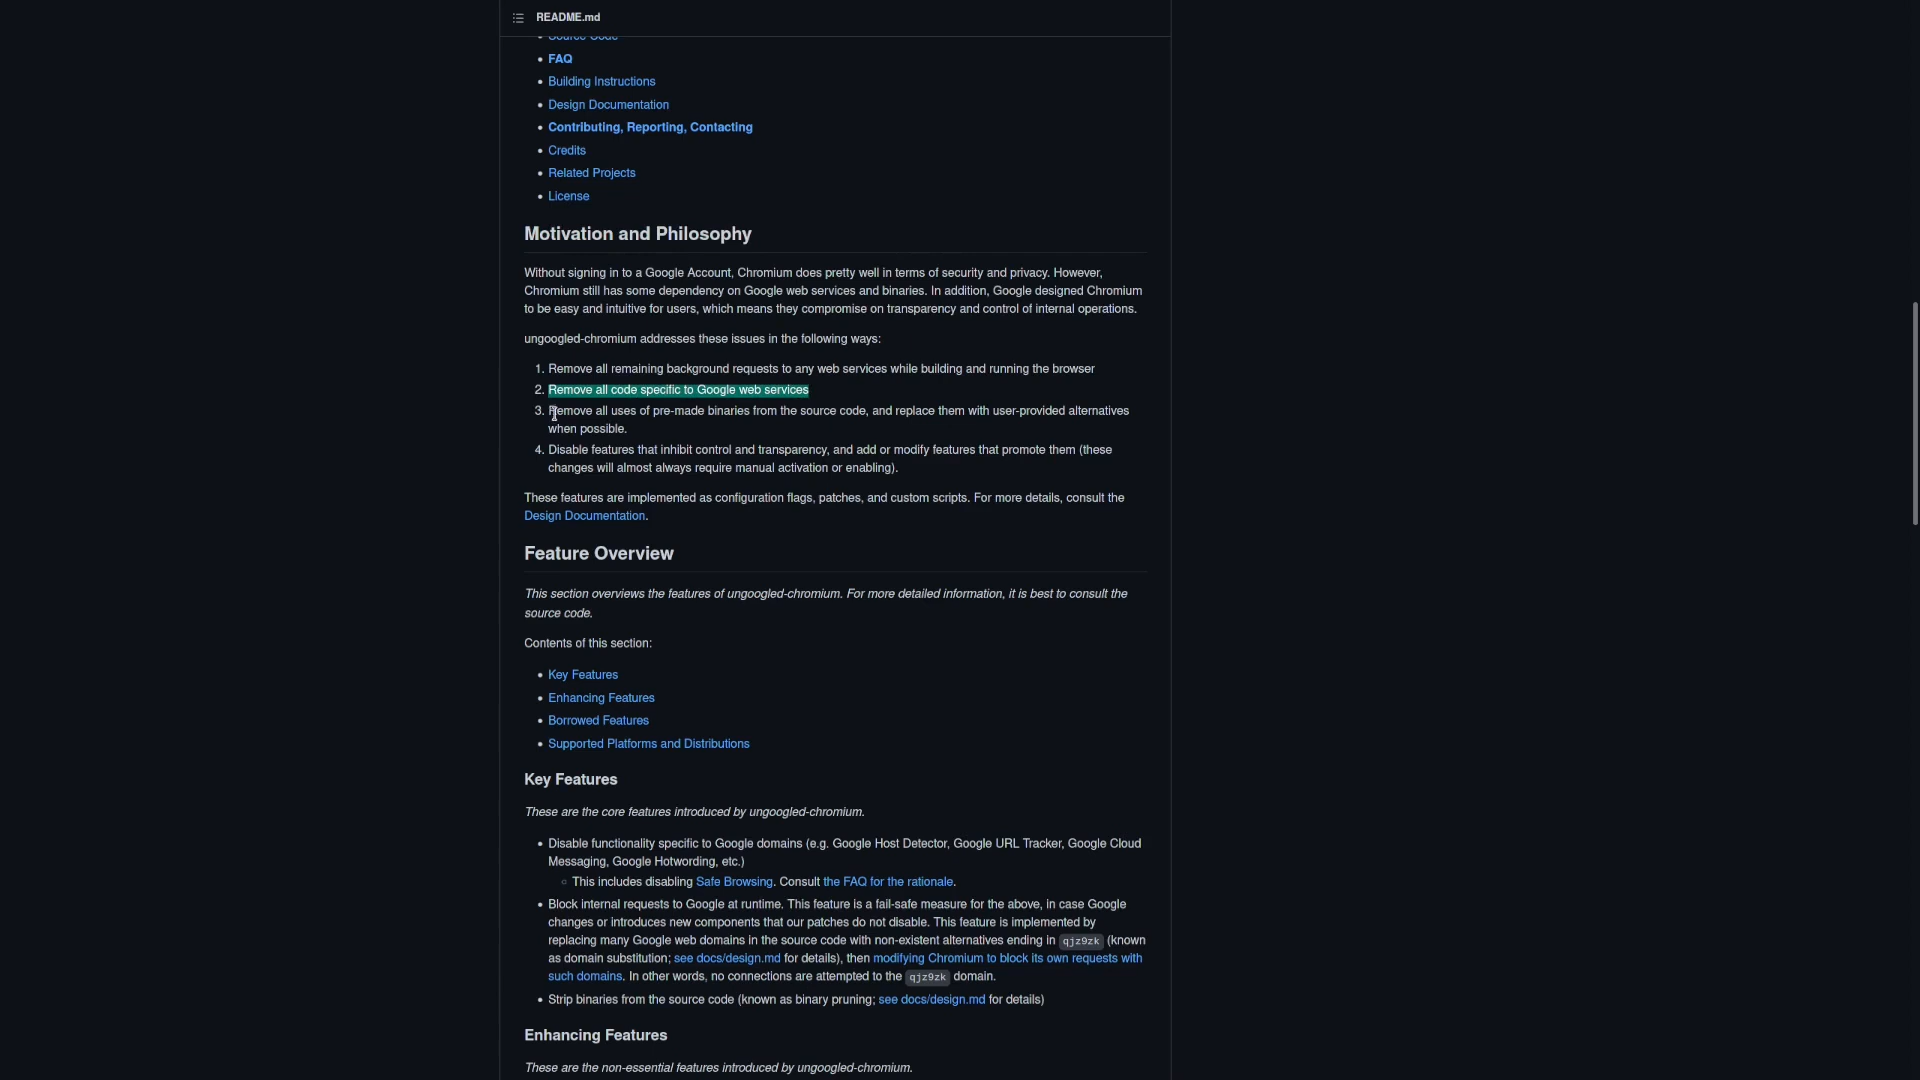 README.md
Source Code
FAQ
Building Instructions
Design Documentation
Contributing, Reporting, Contacting
Credits
Related Projects
License
Motivation and Philosophy
Without signing in to a Google Account, Chromium does pretty well in terms of security and privacy. However,
Chromium still has some dependency on Google web services and binaries. In addition, Google designed Chromium
to be easy and intuitive for users, which means they compromise on transparency and control of internal operations.
ungoogled-chromium addresses these issues in the following ways:
1. Remove all remaining background requests to any web services while building and running the browser
2. Remove all code specific to Google web services
3. Remove all uses of pre-made binaries from the source code, and replace them with user-provided alternatives
when possible.
4. Disable features that inhibit control and transparency, and add or modify features that promote them (these
changes will almost always require manual activation or enabling).
These features are implemented as configuration flags, patches, and custom scripts. For more details, consult the
Design Documentation.
Feature Overview
This section overviews the features of ungoogled-chromium. For more detailed information, it is best to consult the
source code.
Contents of this section:
Key Features
Enhancing Features
Borrowed Features
Supported Platforms and Distributions
Key Features
These are the core features introduced by ungoogled-chromium.
Disable functionality specific to Google domains (e.g. Google Host Detector, Google URL Tracker, Google Cloud
Messaging, Google Hotwording, etc.)
This includes disabling Safe Browsing. Consult the FAQ for the rationale.
Block internal requests to Google at runtime. This feature is a fail-safe measure for the above, in case Google
changes or introduces new components that our patches do not disable. This feature is implemented by
replacing many Google web domains in the source code with non-existent alternatives ending in qjz9zk (known
as domain substitution; see docs/design.md for details), then modifying Chromium to block its own requests with
such domains. In other words, no connections are attempted to the qjz9zk domain.
Strip binaries from the source code (known as binary pruning; see docs/design.md for details)
Enhancing Features
These are the non-essential features introduced by ungoogled-chromium.